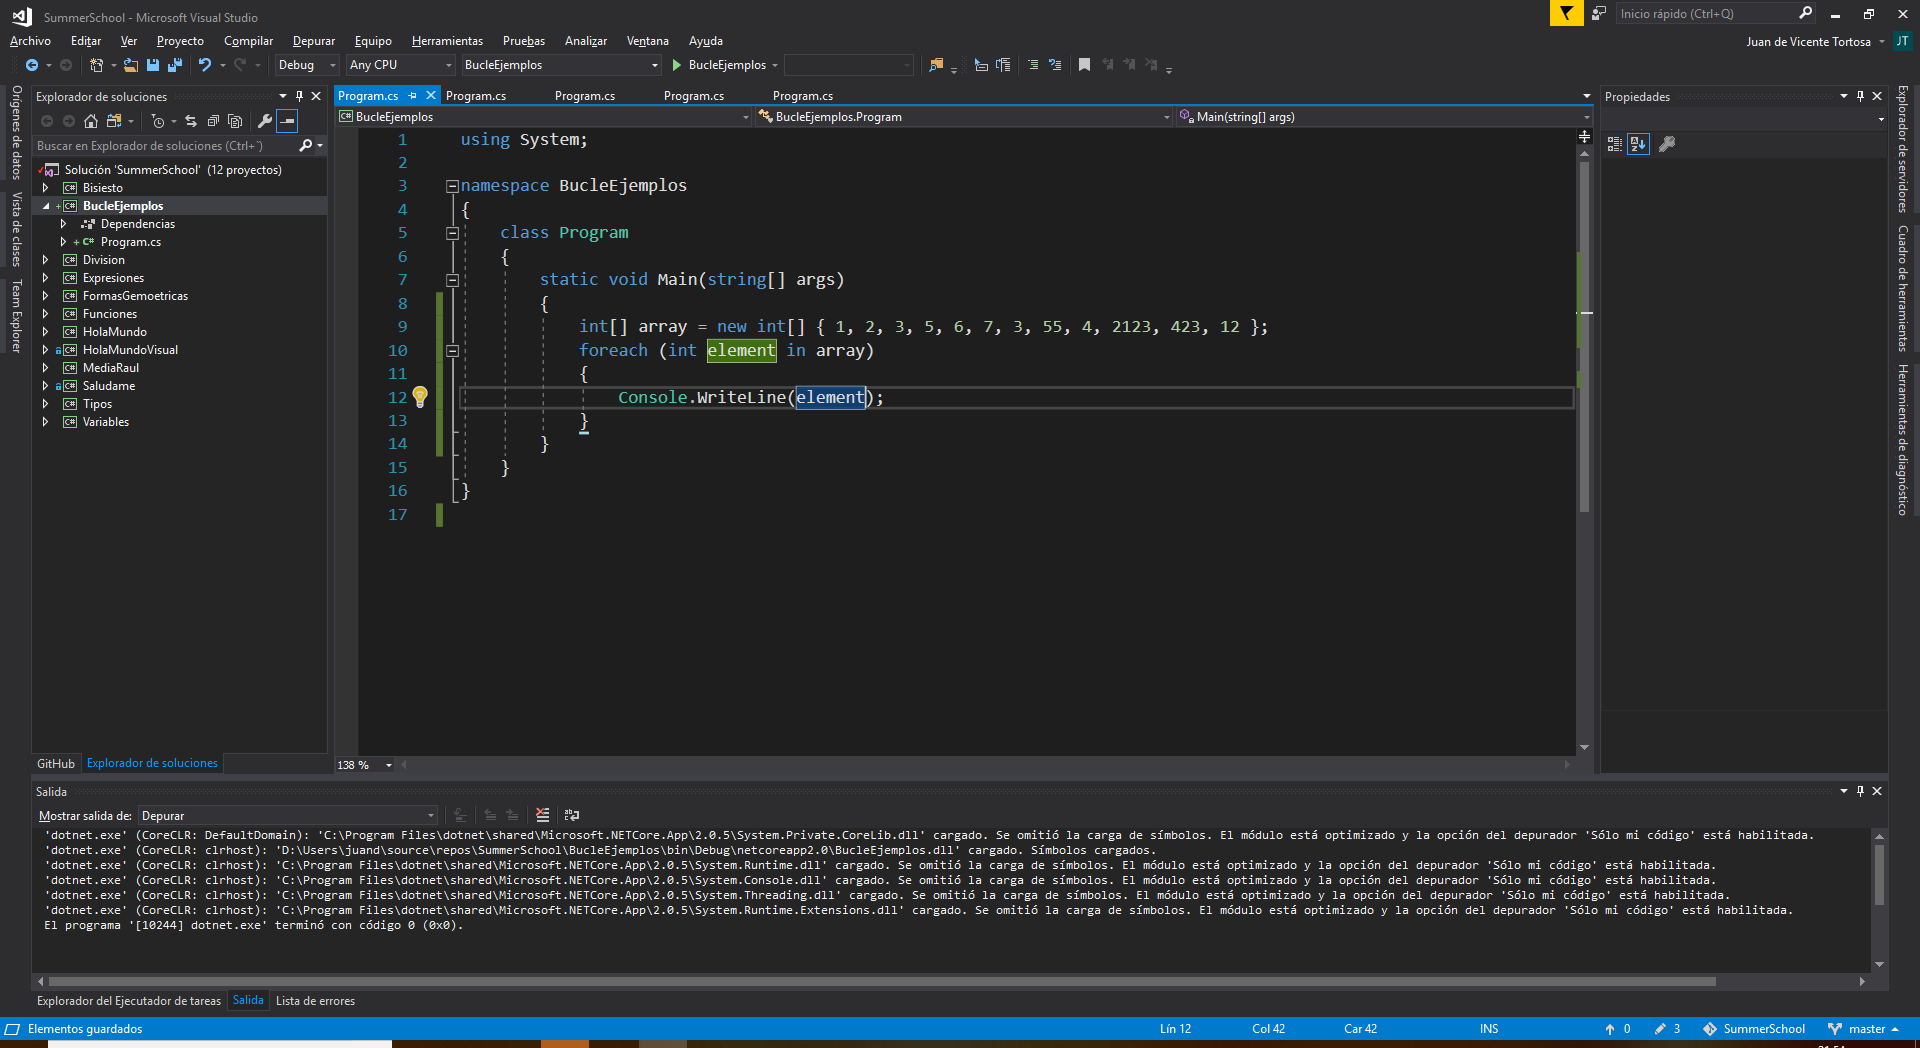 SummerSchool - Microsoft Visual Studio
Inicio rápido (Ctrl+Q)
Archivo Editar Ver Proyecto Compilar Depurar Equipo Herramientas Pruebas Analizar Ventana Ayuda
Juan de Vicente Tortosa JT
Debug Any CPU BucleEjemplos BucleEjemplos
Orígenes de datos
Vista de clases
Team Explorer
Explorador de soluciones
Buscar en Explorador de soluciones (Ctrl+¨)
Solución 'SummerSchool' (12 proyectos)
C# Bisiesto
C# BucleEjemplos
Dependencias
C# Program.cs
C# Division
C# Expresiones
C# FormasGemoetricas
C# Funciones
C# HolaMundo
C# HolaMundoVisual
C# MediaRaul
C# Saludame
C# Tipos
C# Variables
GitHub Explorador de soluciones
Program.cs Program.cs Program.cs Program.cs Program.cs
C# BucleEjemplos BucleEjemplos.Program Main(string[] args)
1 using System;
2
3 namespace BucleEjemplos
4 {
5 class Program
6 {
7 static void Main(string[] args)
8 {
9 int[] array = new int[] { 1, 2, 3, 5, 6, 7, 3, 55, 4, 2123, 423, 12 };
10 foreach (int element in array)
11 {
12 Console.WriteLine(element);
13 }
14 }
15 }
16 }
17
138 %
Propiedades
Explorador de servidores
Cuadro de herramientas
Herramientas de diagnóstico
Salida
Mostrar salida de: Depurar
'dotnet.exe' (CoreCLR: DefaultDomain): 'C:\Program Files\dotnet\shared\Microsoft.NETCore.App\2.0.5\System.Private.CoreLib.dll' cargado. Se omitió la carga de símbolos. El módulo está optimizado y la opción del depurador 'Sólo mi código' está habilitada.
'dotnet.exe' (CoreCLR: clrhost): 'D:\Users\juand\source\repos\SummerSchool\BucleEjemplos\bin\Debug\netcoreapp2.0\BucleEjemplos.dll' cargado. Símbolos cargados.
'dotnet.exe' (CoreCLR: clrhost): 'C:\Program Files\dotnet\shared\Microsoft.NETCore.App\2.0.5\System.Runtime.dll' cargado. Se omitió la carga de símbolos. El módulo está optimizado y la opción del depurador 'Sólo mi código' está habilitada.
'dotnet.exe' (CoreCLR: clrhost): 'C:\Program Files\dotnet\shared\Microsoft.NETCore.App\2.0.5\System.Console.dll' cargado. Se omitió la carga de símbolos. El módulo está optimizado y la opción del depurador 'Sólo mi código' está habilitada.
'dotnet.exe' (CoreCLR: clrhost): 'C:\Program Files\dotnet\shared\Microsoft.NETCore.App\2.0.5\System.Threading.dll' cargado. Se omitió la carga de símbolos. El módulo está optimizado y la opción del depurador 'Sólo mi código' está habilitada.
'dotnet.exe' (CoreCLR: clrhost): 'C:\Program Files\dotnet\shared\Microsoft.NETCore.App\2.0.5\System.Runtime.Extensions.dll' cargado. Se omitió la carga de símbolos. El módulo está optimizado y la opción del depurador 'Sólo mi código' está habilitada.
El programa '[10244] dotnet.exe' terminó con código 0 (0x0).
Explorador del Ejecutador de tareas Salida Lista de errores
Elementos guardados Lín 12 Col 42 Car 42 INS 0 3 SummerSchool master